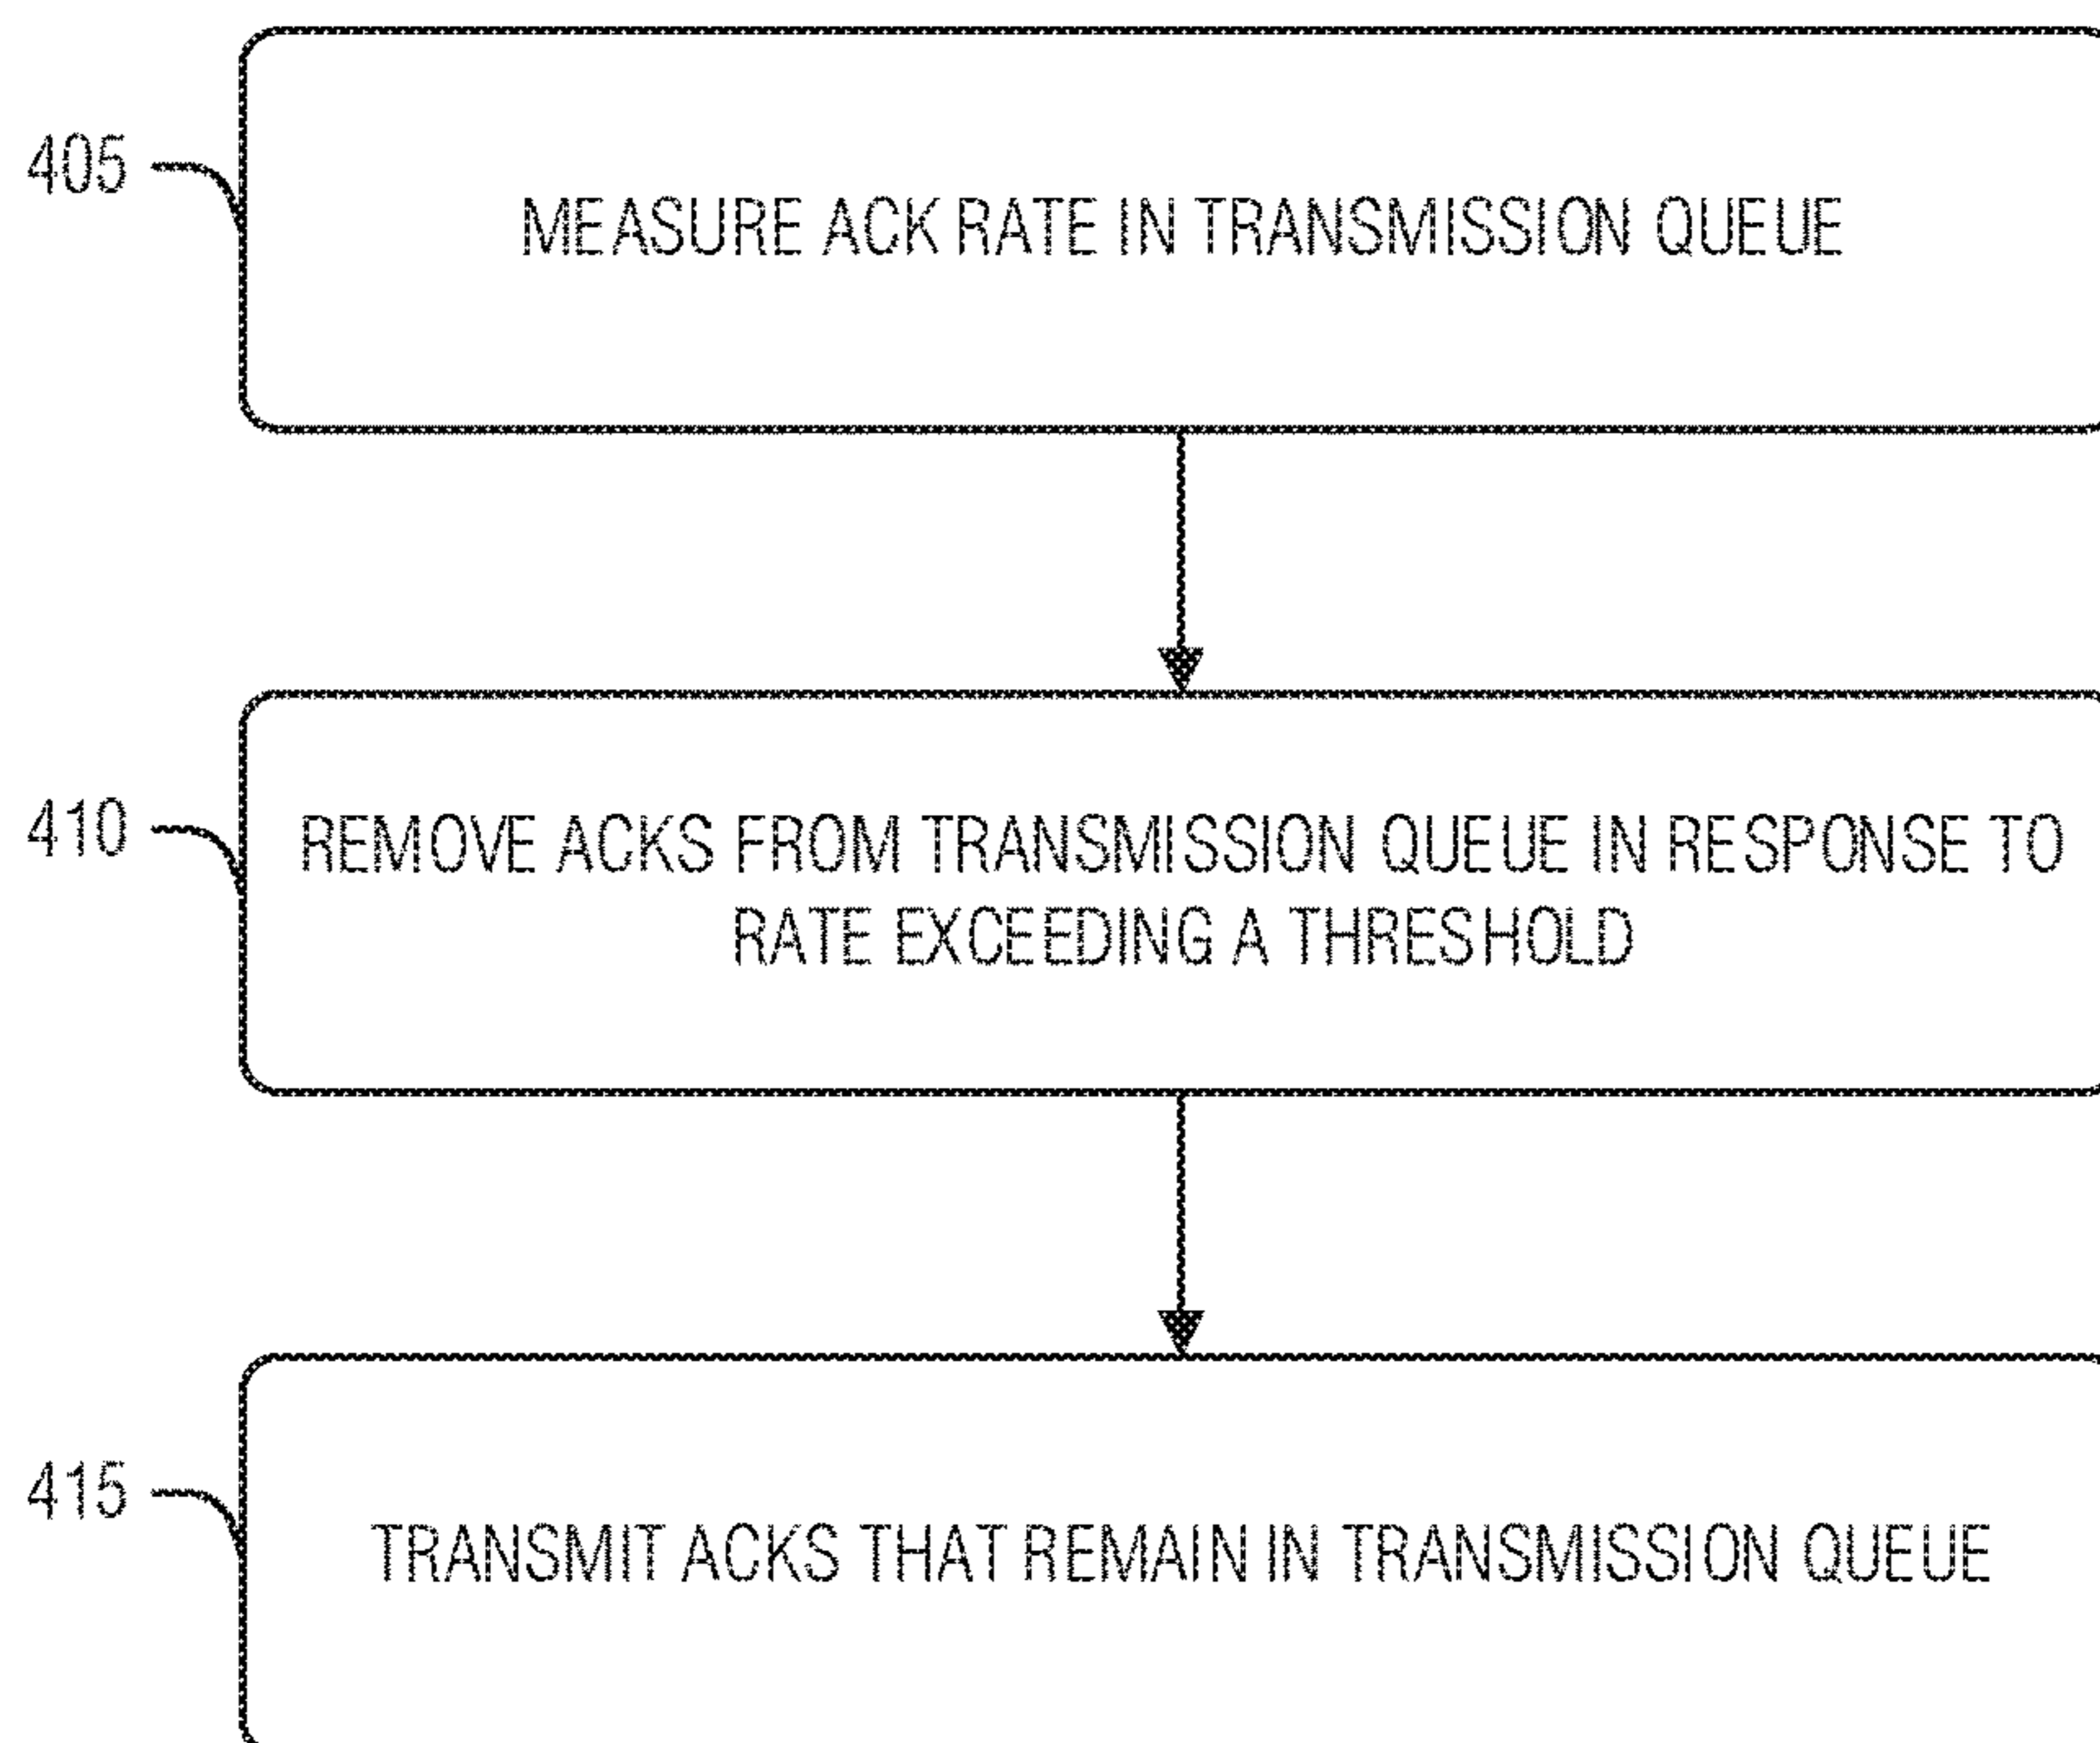 405
MEASURE ACK RATE IN TRANSMISSION QUEUE
410
REMOVE ACKS FROM TRANSMISSION QUEUE IN RESPONSE TO
RATE EXCEEDING A THRESHOLD
415
TRANSMIT ACKS THAT REMAIN IN TRANSMISSION QUEUE